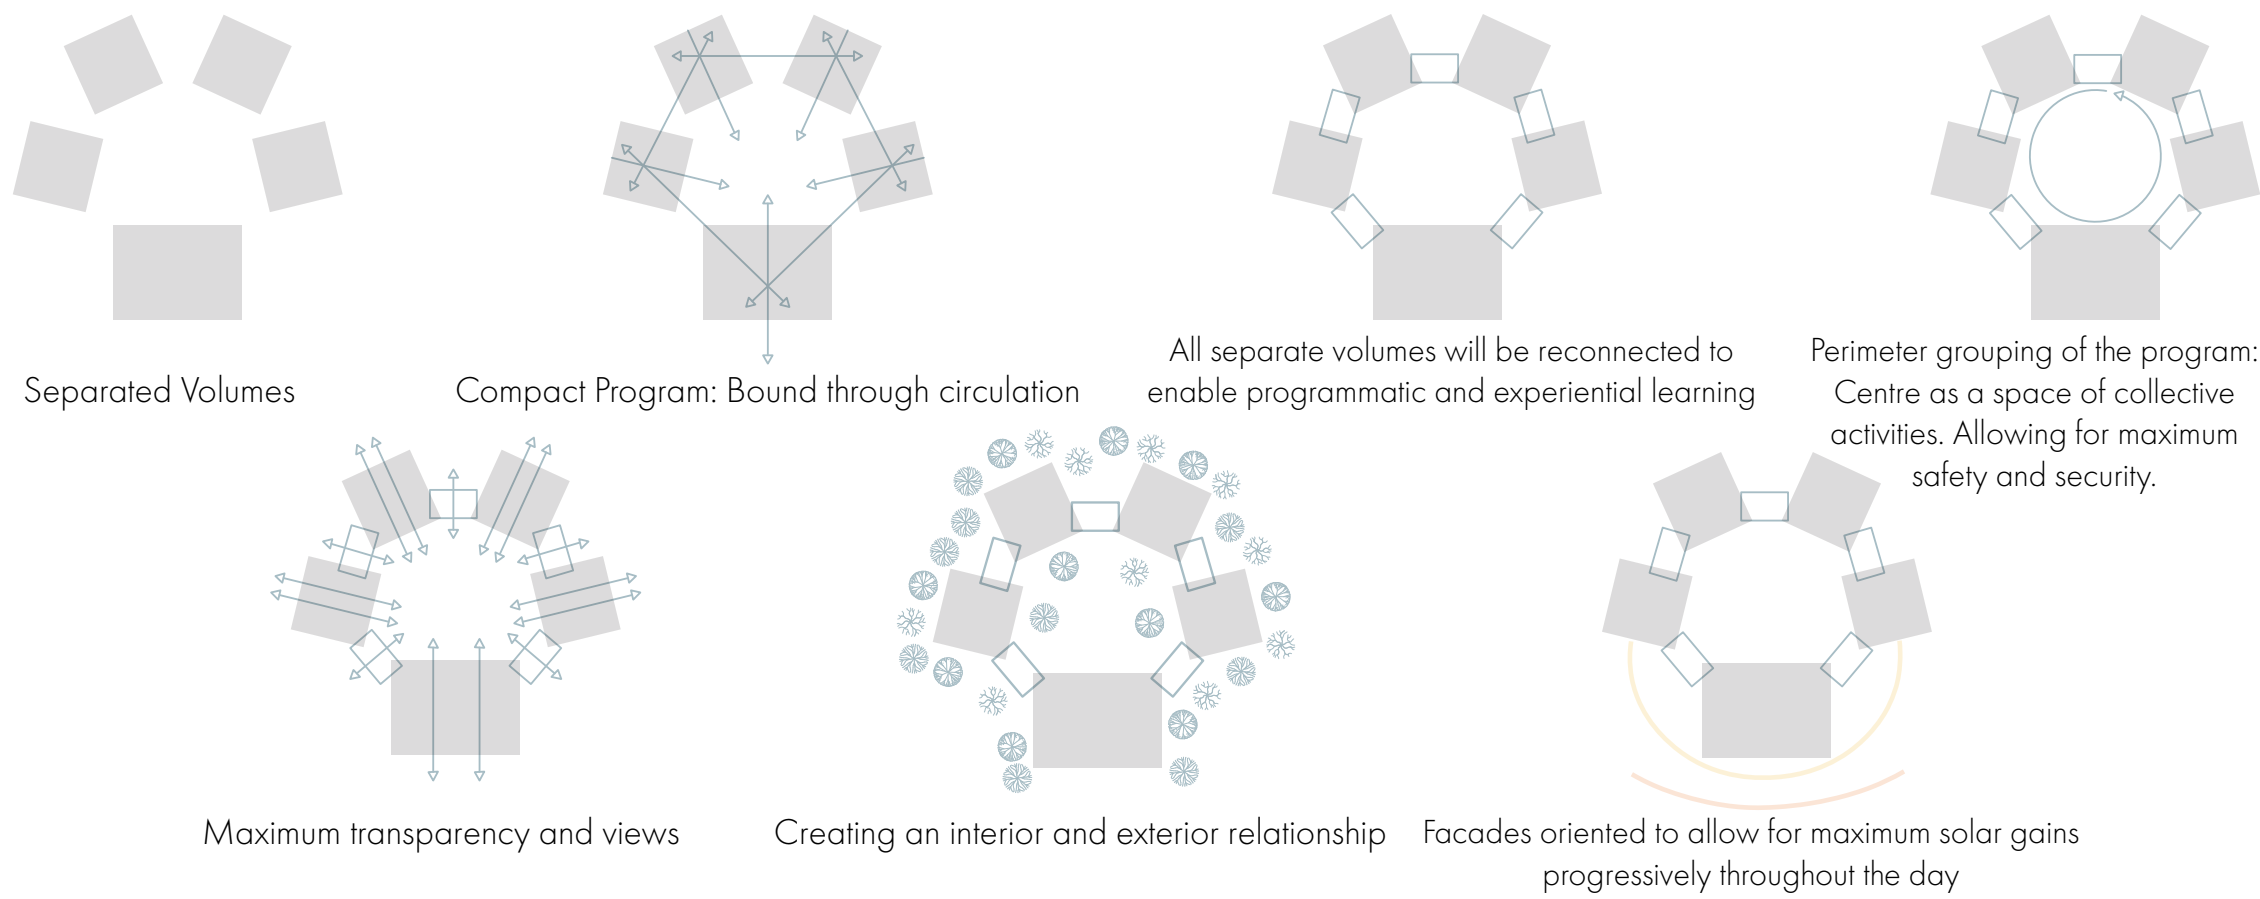 Separated Volumes
Compact Program: Bound through circulation
All separate volumes will be reconnected to
enable programmatic and experiential learning
Perimeter grouping of the program:
Centre as a space of collective
activities. Allowing for maximum
safety and security.
Maximum transparency and views
Creating an interior and exterior relationship
Facades oriented to allow for maximum solar gains
progressively throughout the day